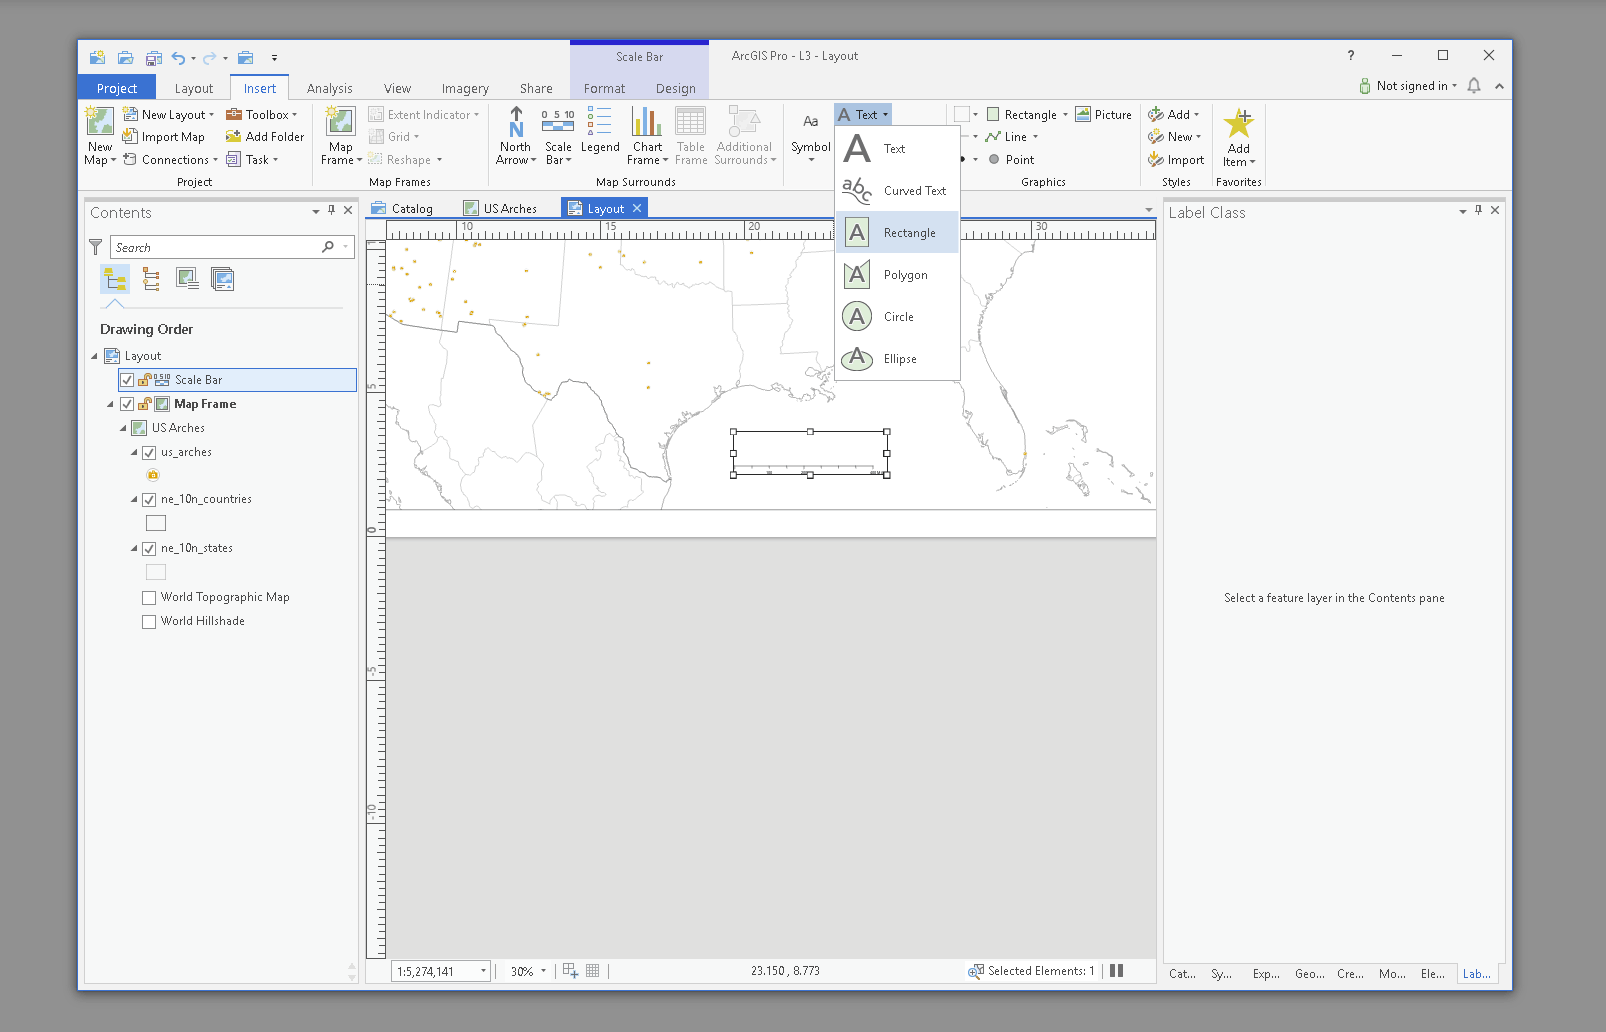 Scale Bar
ArcGIS Pro - L3 - Layout
?
Project
Layout
Insert
Analysis
View
Imagery
Share
Format
Design
Not signed in
New Map
New Layout
Import Map
Connections
Toolbox
Add Folder
Task
Project
Map Frame
Extent Indicator
Grid
Reshape
Map Frames
N
North Arrow
0 5 10
Scale Bar
Legend
Chart Frame
Table Frame
Additional Surrounds
Map Surrounds
Aa
Symbol
A Text
Rectangle
Line
Point
Picture
Graphics
Add
New
Import
Styles
Add Item
Favorites
A Text
abc Curved Text
A Rectangle
A Polygon
A Circle
A Ellipse
Contents
Search
Drawing Order
Layout
Scale Bar
Map Frame
US Arches
us_arches
ne_10n_countries
ne_10n_states
World Topographic Map
World Hillshade
Catalog
US Arches
Layout
10
15
20
30
5
0
-5
-10
1:5,274,141
30%
23.150 , 8.773
Selected Elements: 1
Label Class
Select a feature layer in the Contents pane
Cat...
Sy...
Exp...
Geo...
Cre...
Mo...
Ele...
Lab...